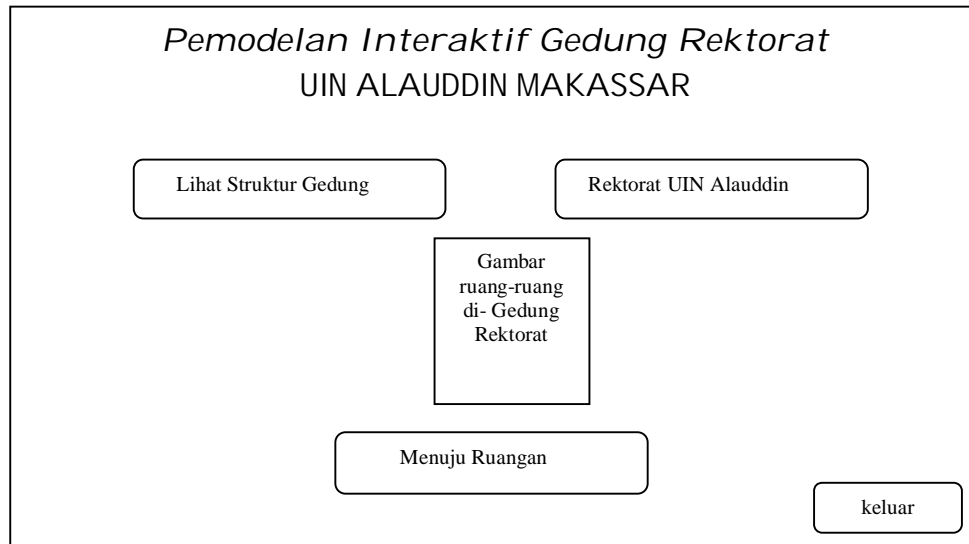 Pemodelan Interaktif Gedung Rektorat
UIN ALAUDDIN MAKASSAR
Lihat Struktur Gedung
Rektorat UIN Alauddin
Gambar
ruang-ruang
di- Gedung
Rektorat
Menuju Ruangan
keluar